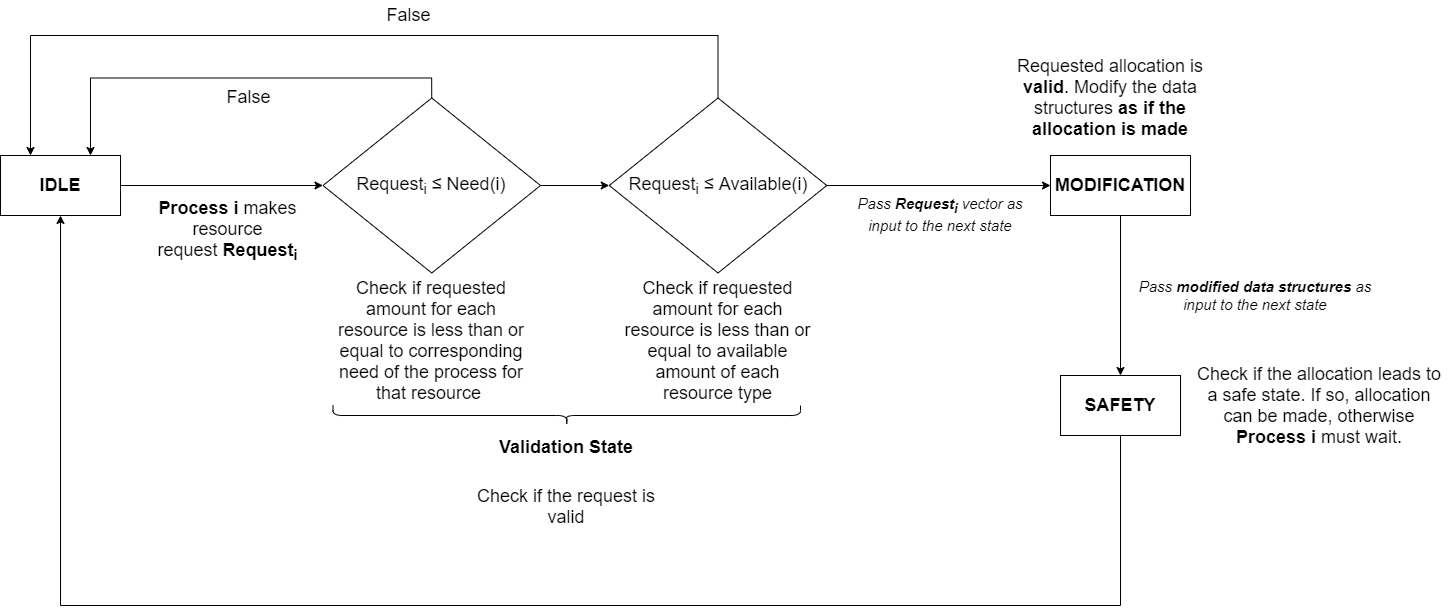 False
False
IDLE
Process i makes
resource
request Requestᵢ
Requestᵢ ≤ Need(i)
Check if requested
amount for each
resource is less than or
equal to corresponding
need of the process for
that resource
Requestᵢ ≤ Available(i)
Check if requested
amount for each
resource is less than or
equal to available
amount of each
resource type
Validation State
Check if the request is
valid
Pass Requestᵢ vector as
input to the next state
Requested allocation is
valid. Modify the data
structures as if the
allocation is made
MODIFICATION
Pass modified data structures as
input to the next state
SAFETY
Check if the allocation leads to
a safe state. If so, allocation
can be made, otherwise
Process i must wait.